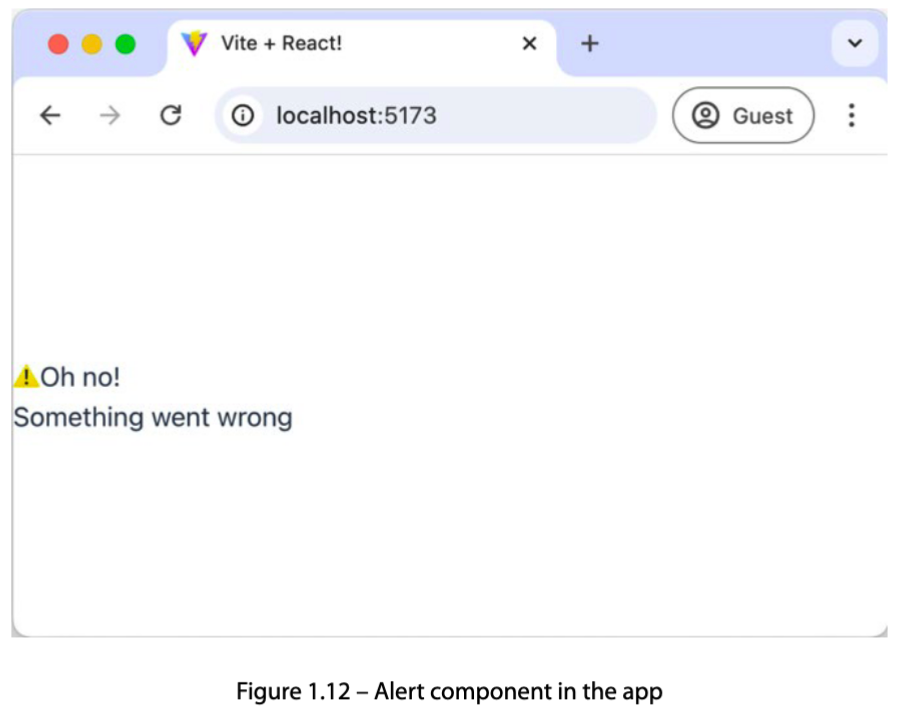 Vite + React!
localhost:5173
Guest
⚠️Oh no!
Something went wrong
Figure 1.12 – Alert component in the app